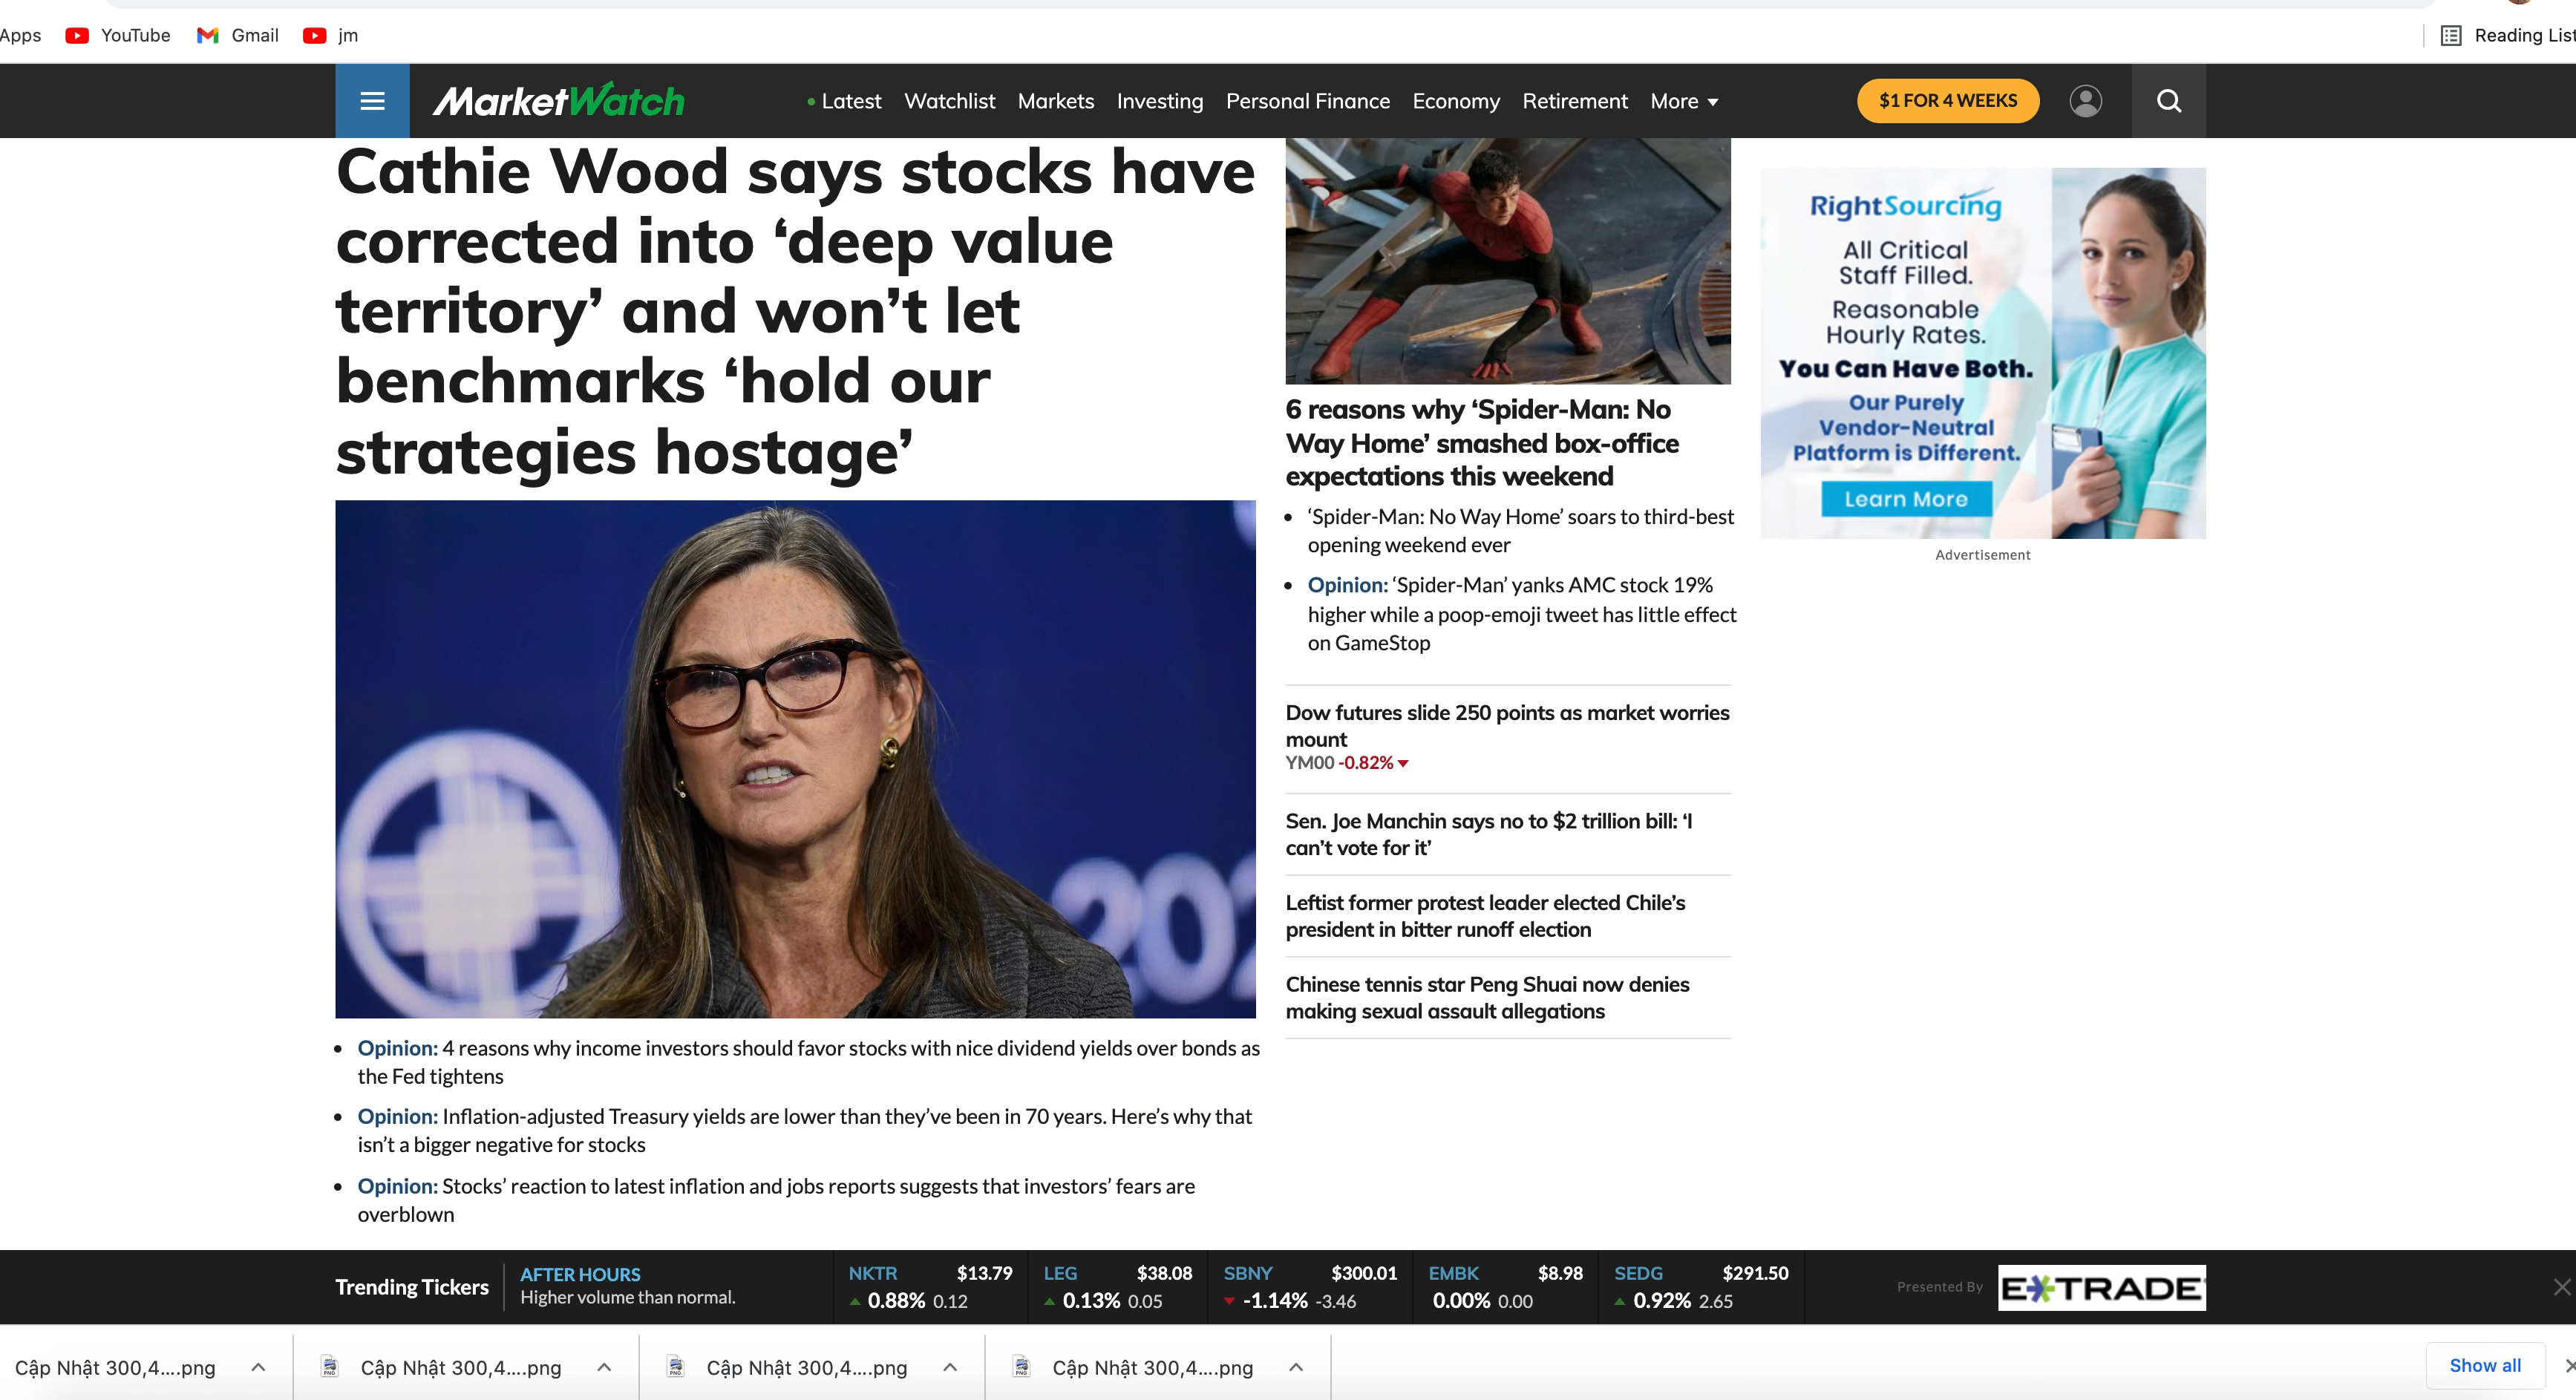 Apps YouTube Gmail jm Reading List
MarketWatch Latest Watchlist Markets Investing Personal Finance Economy Retirement More $1 FOR 4 WEEKS
Cathie Wood says stocks have
corrected into ‘deep value
territory’ and won’t let
benchmarks ‘hold our
strategies hostage’
202
Opinion: 4 reasons why income investors should favor stocks with nice dividend yields over bonds as
the Fed tightens
Opinion: Inflation-adjusted Treasury yields are lower than they’ve been in 70 years. Here’s why that
isn’t a bigger negative for stocks
Opinion: Stocks’ reaction to latest inflation and jobs reports suggests that investors’ fears are
overblown
6 reasons why ‘Spider-Man: No
Way Home’ smashed box-office
expectations this weekend
‘Spider-Man: No Way Home’ soars to third-best
opening weekend ever
Opinion: ‘Spider-Man’ yanks AMC stock 19%
higher while a poop-emoji tweet has little effect
on GameStop
Dow futures slide 250 points as market worries
mount
YM00 -0.82%
Sen. Joe Manchin says no to $2 trillion bill: ‘I
can’t vote for it’
Leftist former protest leader elected Chile’s
president in bitter runoff election
Chinese tennis star Peng Shuai now denies
making sexual assault allegations
RightSourcing
All Critical
Staff Filled.
Reasonable
Hourly Rates.
You Can Have Both.
Our Purely
Vendor-Neutral
Platform is Different.
Learn More
Advertisement
Trending Tickers
AFTER HOURS
Higher volume than normal.
NKTR $13.79
0.88% 0.12
LEG $38.08
0.13% 0.05
SBNY $300.01
-1.14% -3.46
EMBK $8.98
0.00% 0.00
SEDG $291.50
0.92% 2.65
Presented By E*TRADE
Cập Nhật 300,4....png Cập Nhật 300,4....png Cập Nhật 300,4....png Cập Nhật 300,4....png Show all